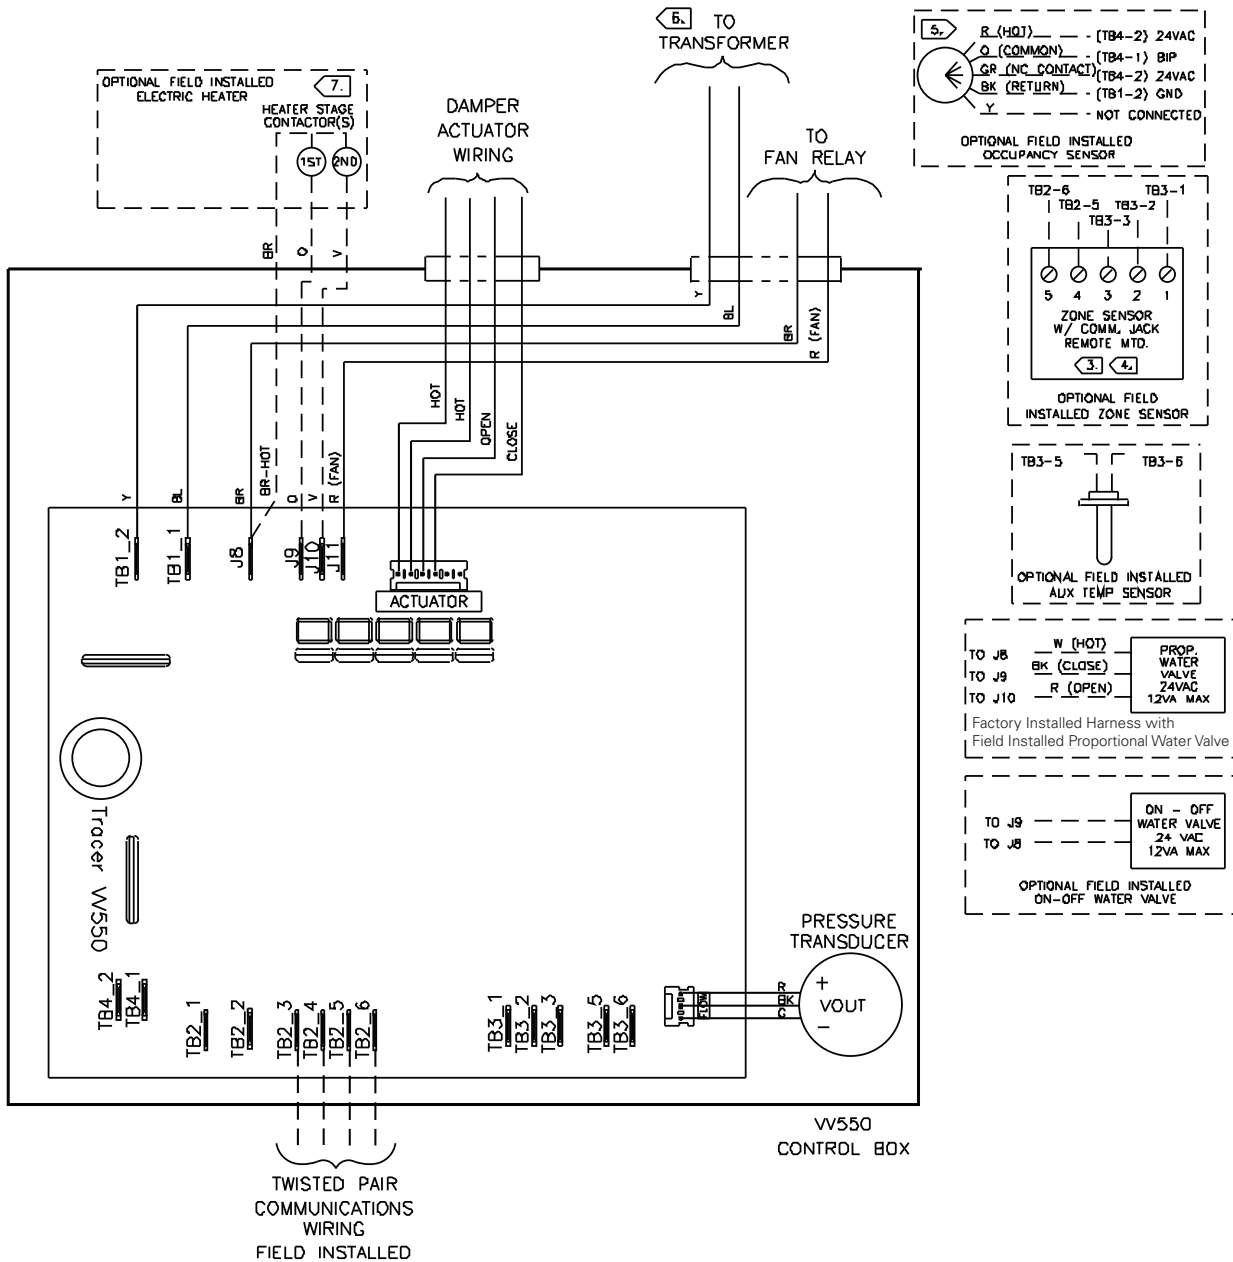 6.
TO
TRANSFORMER
5.
R (HOT)
(TB4-2) 24VAC
O (COMMON)
(TB4-1) BIP
GR (NC CONTACT)
(TB4-2) 24VAC
BK (RETURN)
(TB1-2) GND
Y
NOT CONNECTED
OPTIONAL FIELD INSTALLED
OCCUPANCY SENSOR
OPTIONAL FIELD INSTALLED
ELECTRIC HEATER
7.
HEATER STAGE
CONTACTOR(S)
1ST
2ND
DAMPER
ACTUATOR
WIRING
TO
FAN RELAY
TB2-6
TB3-1
TB2-5
TB3-2
TB3-3
5 4 3 2 1
ZONE SENSOR
W/ COMM. JACK
REMOTE MTD.
3.
4.
OPTIONAL FIELD
INSTALLED ZONE SENSOR
BR
O
V
Y
BL
BR
R (FAN)
HOT
HOT
OPEN
CLOSE
Y
BL
BR
BR-HOT
O
V
R (FAN)
TB1_2
TB1_1
J8
J9
J10
J11
ACTUATOR
TB3-5
TB3-6
OPTIONAL FIELD INSTALLED
AUX TEMP SENSOR
TO J8
W (HOT)
TO J9
BK (CLOSE)
TO J10
R (OPEN)
PROP.
WATER
VALVE
24VAC
12VA MAX
Factory Installed Harness with
Field Installed Proportional Water Valve
TO J9
TO J8
ON - OFF
WATER VALVE
24 VAC
12VA MAX
OPTIONAL FIELD INSTALLED
ON-OFF WATER VALVE
Tracer VV550
TB4_2
TB4_1
TB2_1
TB2_2
TB2_3
TB2_4
TB2_5
TB2_6
TB3_1
TB3_2
TB3_3
TB3_5
TB3_6
FLOW
R
BK
G
PRESSURE
TRANSDUCER
+
VOUT
-
VV550
CONTROL BOX
TWISTED PAIR
COMMUNICATIONS
WIRING
FIELD INSTALLED